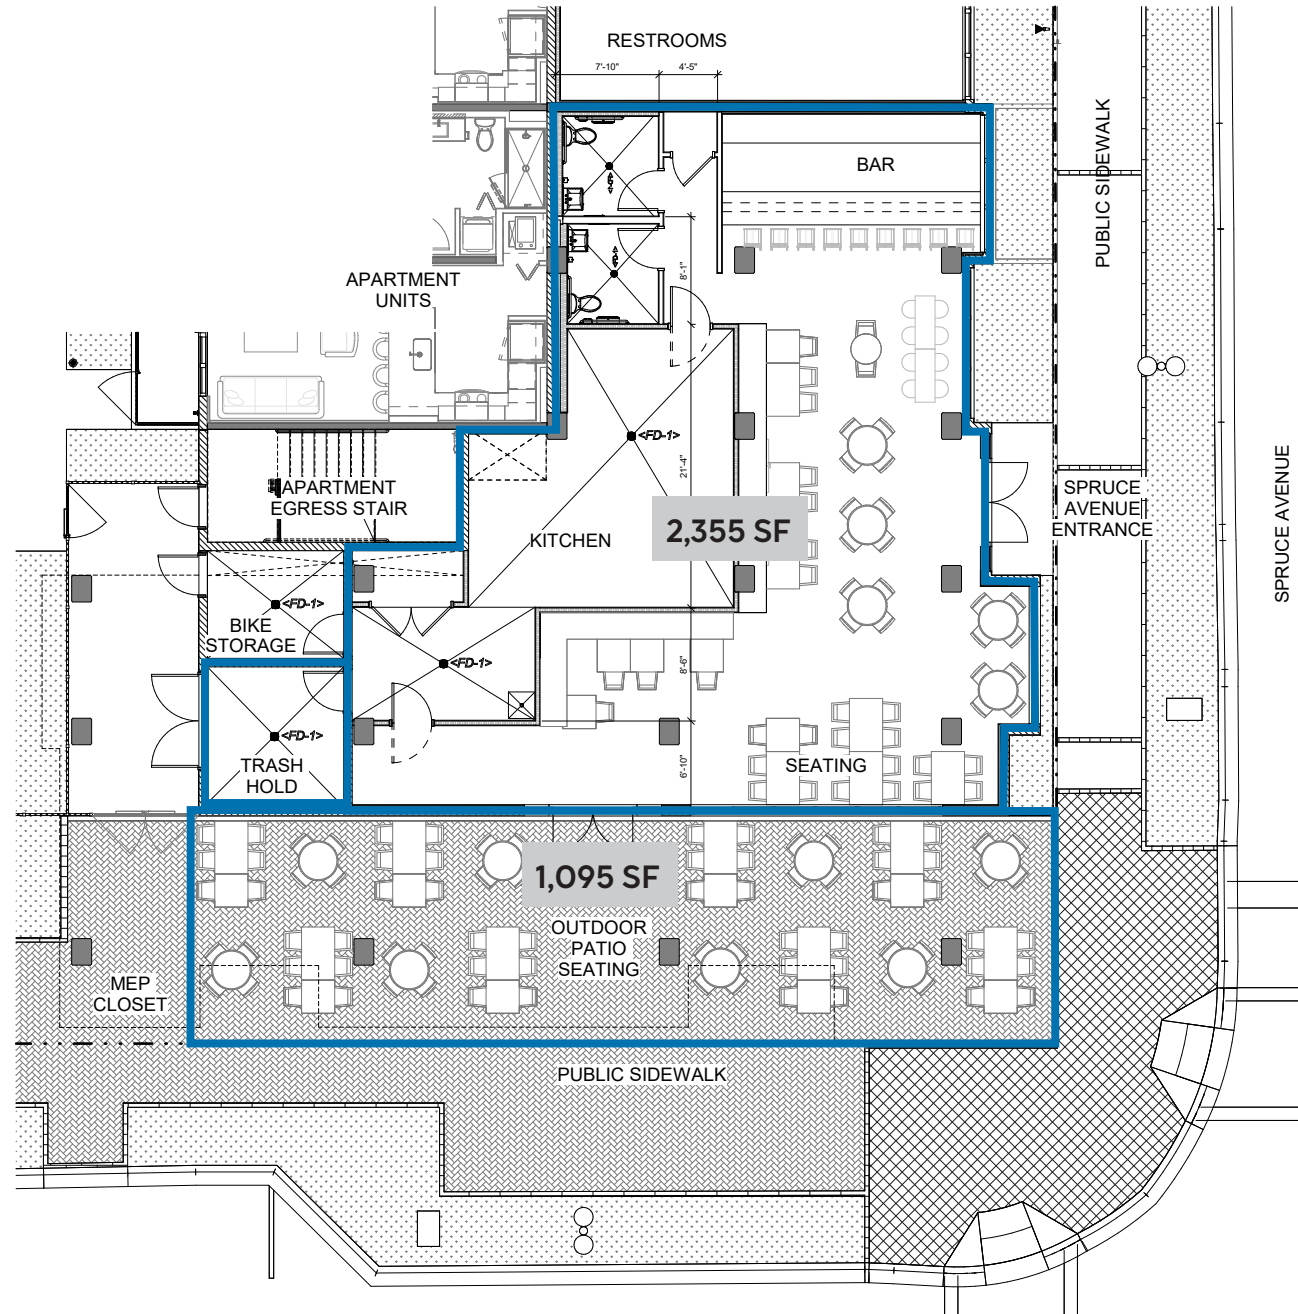 RESTROOMS
7'-10"
4'-5"
BAR
PUBLIC SIDEWALK
8'-1"
APARTMENT
UNITS
<FD-1>
21'-4"
APARTMENT
EGRESS STAIR
KITCHEN
2,355 SF
SPRUCE
AVENUE
ENTRANCE
SPRUCE AVENUE
<FD-1>
BIKE
STORAGE
<FD-1>
8'-6"
<FD-1>
TRASH
HOLD
6'-10"
SEATING
1,095 SF
OUTDOOR
PATIO
SEATING
MEP
CLOSET
PUBLIC SIDEWALK